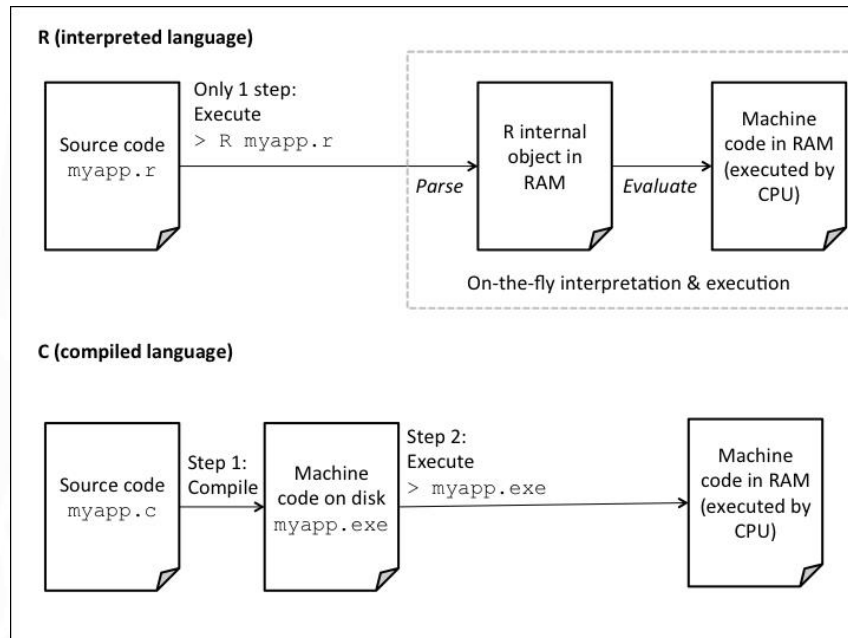 R (interpreted language)
Only 1 step:
Execute
> R myapp.r
Source code
myapp.r
Parse
R internal
object in
RAM
Evaluate
Machine
code in RAM
(executed by
CPU)
On-the-fly interpretation & execution
C (compiled language)
Source code
myapp.c
Step 1:
Compile
Machine
code on disk
myapp.exe
Step 2:
Execute
> myapp.exe
Machine
code in RAM
(executed by
CPU)